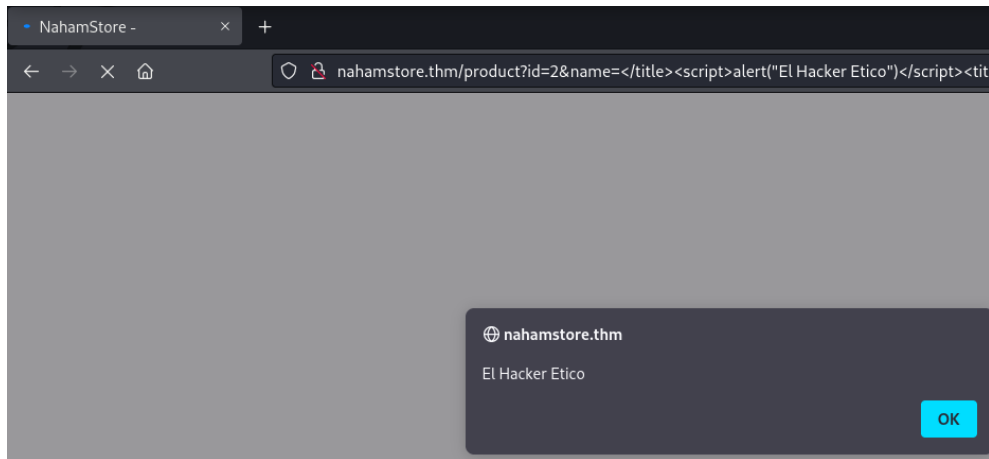 NahamStore -
nahamstore.thm/product?id=2&name=</title><script>alert("El Hacker Etico")</script><tit
nahamstore.thm
El Hacker Etico
OK